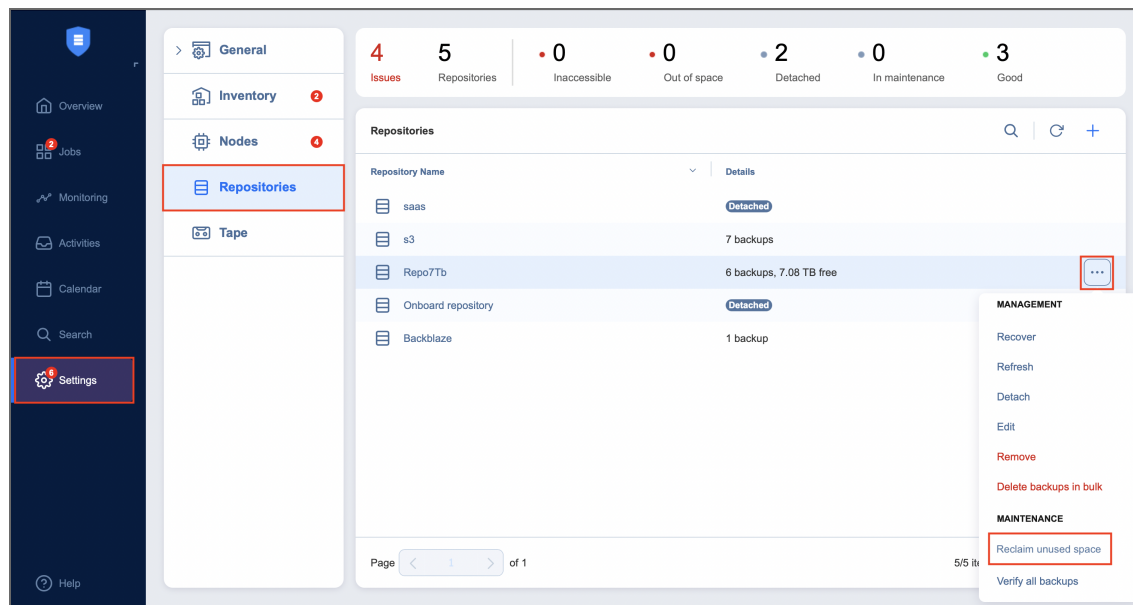 Overview
2
Jobs
Monitoring
Activities
Calendar
Search
6
Settings
Help
General
Inventory 2
Nodes 4
Repositories
Tape
4 5 0 0 2 0 3
Issues Repositories Inaccessible Out of space Detached In maintenance Good
Repositories
Repository Name Details
saas Detached
s3 7 backups
Repo7Tb 6 backups, 7.08 TB free
Onboard repository Detached
Backblaze 1 backup
MANAGEMENT
Recover
Refresh
Detach
Edit
Remove
Delete backups in bulk
MAINTENANCE
Reclaim unused space
Verify all backups
Page 1 of 1 5/5